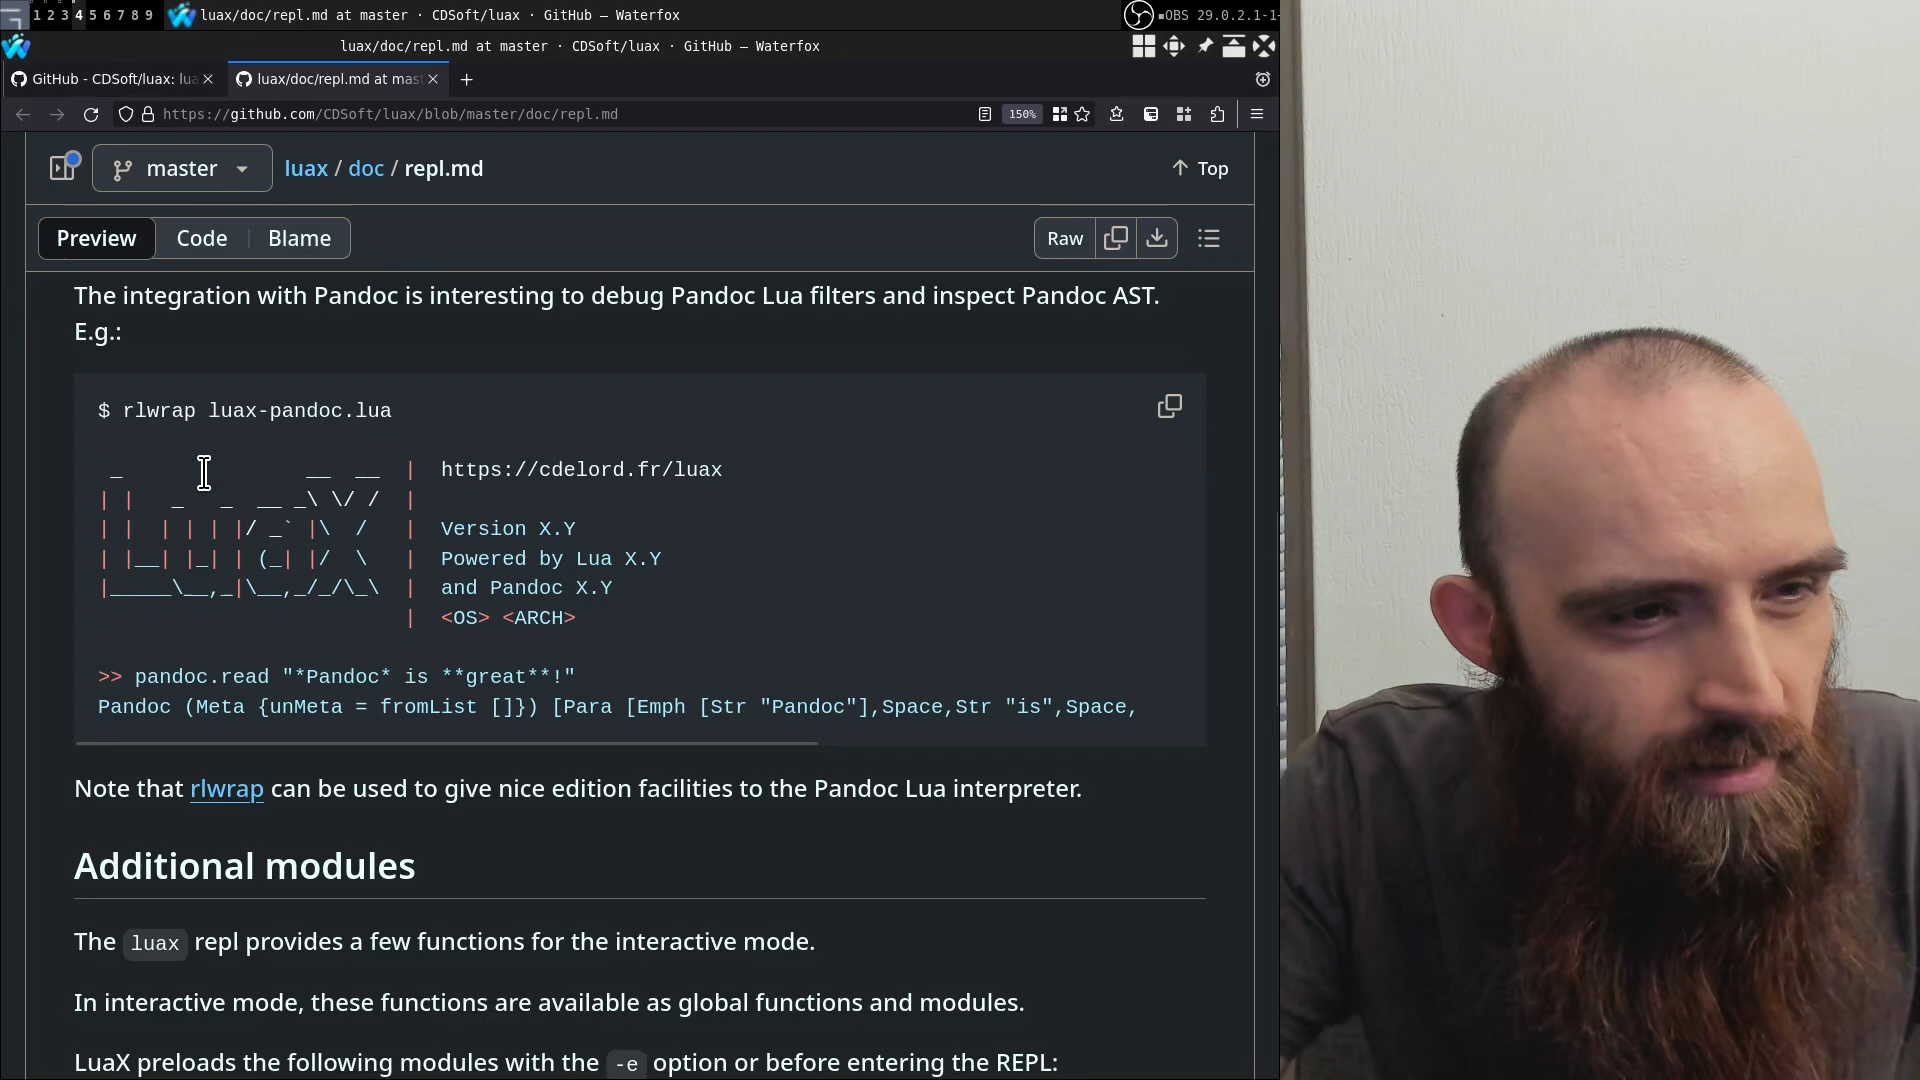 1 2 3 4 5 6 7 8 9 luax/doc/repl.md at master · CDSoft/luax · GitHub — Waterfox OBS 29.0.2.1-1-
luax/doc/repl.md at master · CDSoft/luax · GitHub — Waterfox
GitHub - CDSoft/luax: lua luax/doc/repl.md at mas
https://github.com/CDSoft/luax/blob/master/doc/repl.md 150%
master luax / doc / repl.md Top
Preview Code Blame Raw
The integration with Pandoc is interesting to debug Pandoc Lua filters and inspect Pandoc AST.
E.g.:
$ rlwrap luax-pandoc.lua
 _               __  __  |  https://cdelord.fr/luax
| |   _   _  __ _\ \/ /  |
| |  | | | |/ _` |\  /   |  Version X.Y
| |__| |_| | (_| |/  \   |  Powered by Lua X.Y
|_____\__,_|\__,_/_/\_\  |  and Pandoc X.Y
                         |  <OS> <ARCH>
>> pandoc.read "*Pandoc* is **great**!"
Pandoc (Meta {unMeta = fromList []}) [Para [Emph [Str "Pandoc"],Space,Str "is",Space,
Note that rlwrap can be used to give nice edition facilities to the Pandoc Lua interpreter.
Additional modules
The luax repl provides a few functions for the interactive mode.
In interactive mode, these functions are available as global functions and modules.
LuaX preloads the following modules with the -e option or before entering the REPL: